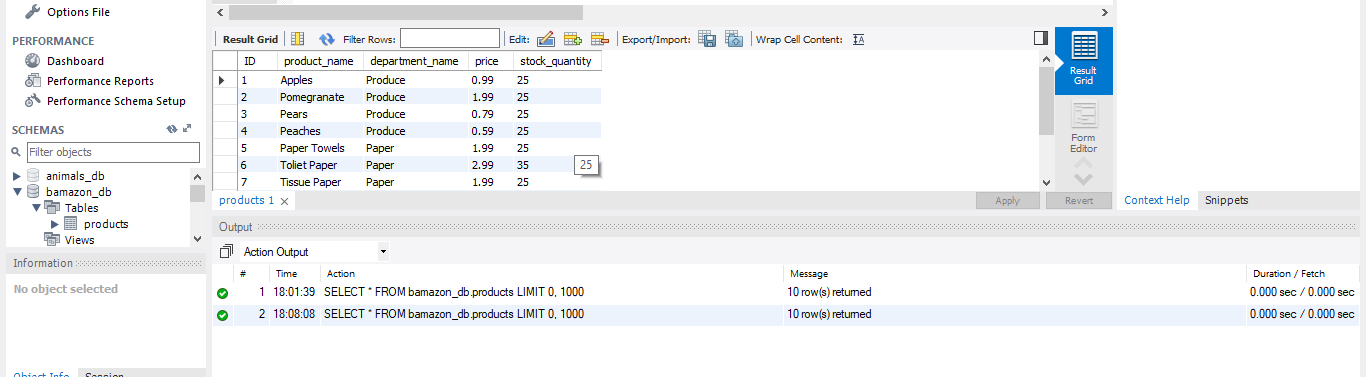 Options File
PERFORMANCE
Dashboard
Performance Reports
Performance Schema Setup
SCHEMAS
Filter objects
animals_db
bamazon_db
Tables
products
Views
Information
No object selected
Object Info Session
Result Grid Filter Rows: Edit: Export/Import: Wrap Cell Content: IA
ID product_name department_name price stock_quantity
1 Apples Produce 0.99 25
2 Pomegranate Produce 1.99 25
3 Pears Produce 0.79 25
4 Peaches Produce 0.59 25
5 Paper Towels Paper 1.99 25
6 Toliet Paper Paper 2.99 35
25
7 Tissue Paper Paper 1.99 25
Result
Grid
Form
Editor
products 1 Apply Revert
Context Help Snippets
Output
Action Output
# Time Action Message Duration / Fetch
1 18:01:39 SELECT * FROM bamazon_db.products LIMIT 0, 1000 10 row(s) returned 0.000 sec / 0.000 sec
2 18:08:08 SELECT * FROM bamazon_db.products LIMIT 0, 1000 10 row(s) returned 0.000 sec / 0.000 sec